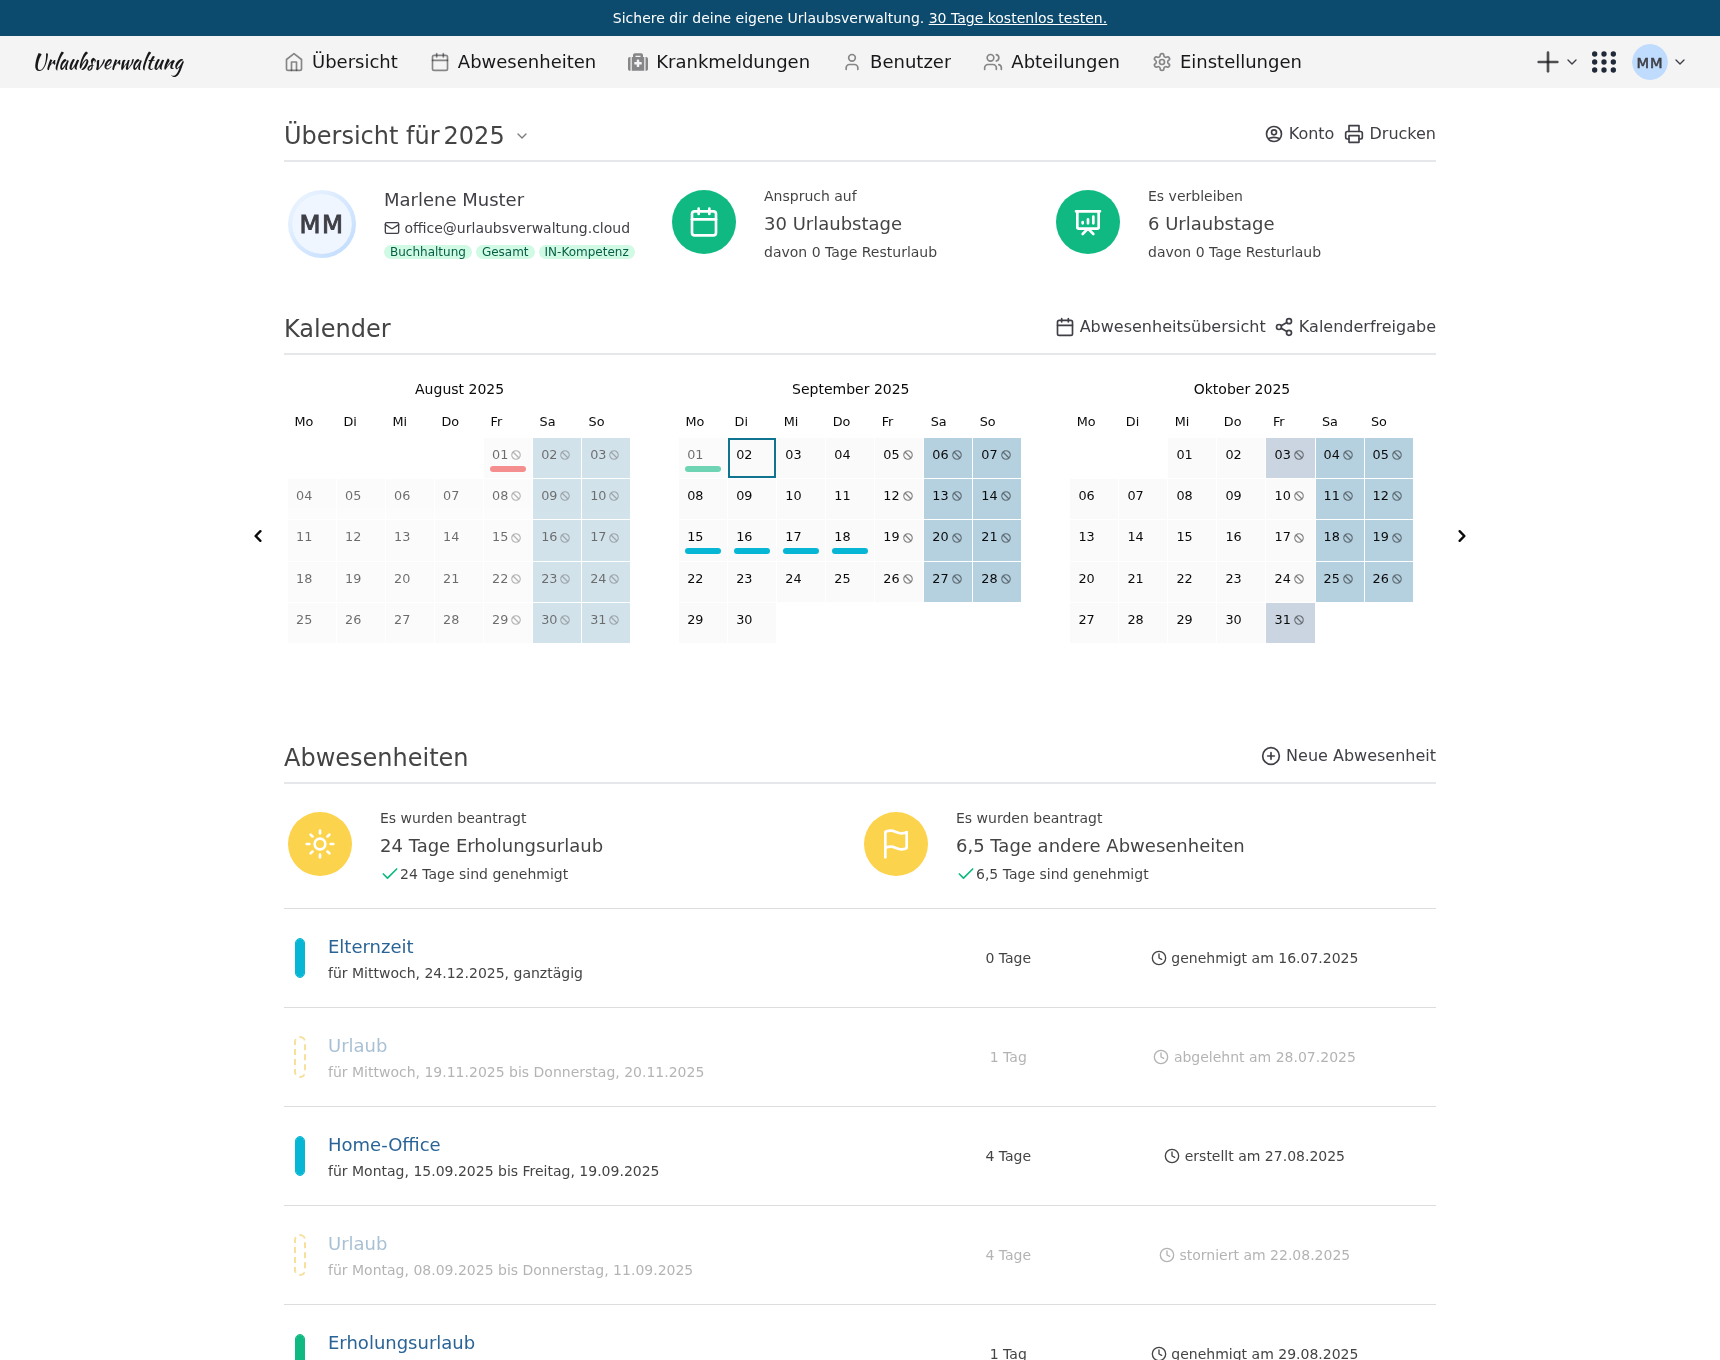 Sichere dir deine eigene Urlaubsverwaltung. 30 Tage kostenlos testen.
Urlaubsverwaltung Übersicht Abwesenheiten Krankmeldungen Benutzer Abteilungen Einstellungen MM
Übersicht für 2025 Konto Drucken
MM
Marlene Muster
office@urlaubsverwaltung.cloud
Buchhaltung Gesamt IN-Kompetenz
Anspruch auf
30 Urlaubstage
davon 0 Tage Resturlaub
Es verbleiben
6 Urlaubstage
davon 0 Tage Resturlaub
Kalender Abwesenheitsübersicht Kalenderfreigabe
August 2025
Mo Di Mi Do Fr Sa So
01 02 03
04 05 06 07 08 09 10
11 12 13 14 15 16 17
18 19 20 21 22 23 24
25 26 27 28 29 30 31
September 2025
Mo Di Mi Do Fr Sa So
01 02 03 04 05 06 07
08 09 10 11 12 13 14
15 16 17 18 19 20 21
22 23 24 25 26 27 28
29 30
Oktober 2025
Mo Di Mi Do Fr Sa So
01 02 03 04 05
06 07 08 09 10 11 12
13 14 15 16 17 18 19
20 21 22 23 24 25 26
27 28 29 30 31
Abwesenheiten Neue Abwesenheit
Es wurden beantragt
24 Tage Erholungsurlaub
24 Tage sind genehmigt
Es wurden beantragt
6,5 Tage andere Abwesenheiten
6,5 Tage sind genehmigt
Elternzeit
für Mittwoch, 24.12.2025, ganztägig
0 Tage genehmigt am 16.07.2025
Urlaub
für Mittwoch, 19.11.2025 bis Donnerstag, 20.11.2025
1 Tag abgelehnt am 28.07.2025
Home-Office
für Montag, 15.09.2025 bis Freitag, 19.09.2025
4 Tage erstellt am 27.08.2025
Urlaub
für Montag, 08.09.2025 bis Donnerstag, 11.09.2025
4 Tage storniert am 22.08.2025
Erholungsurlaub
1 Tag genehmigt am 29.08.2025